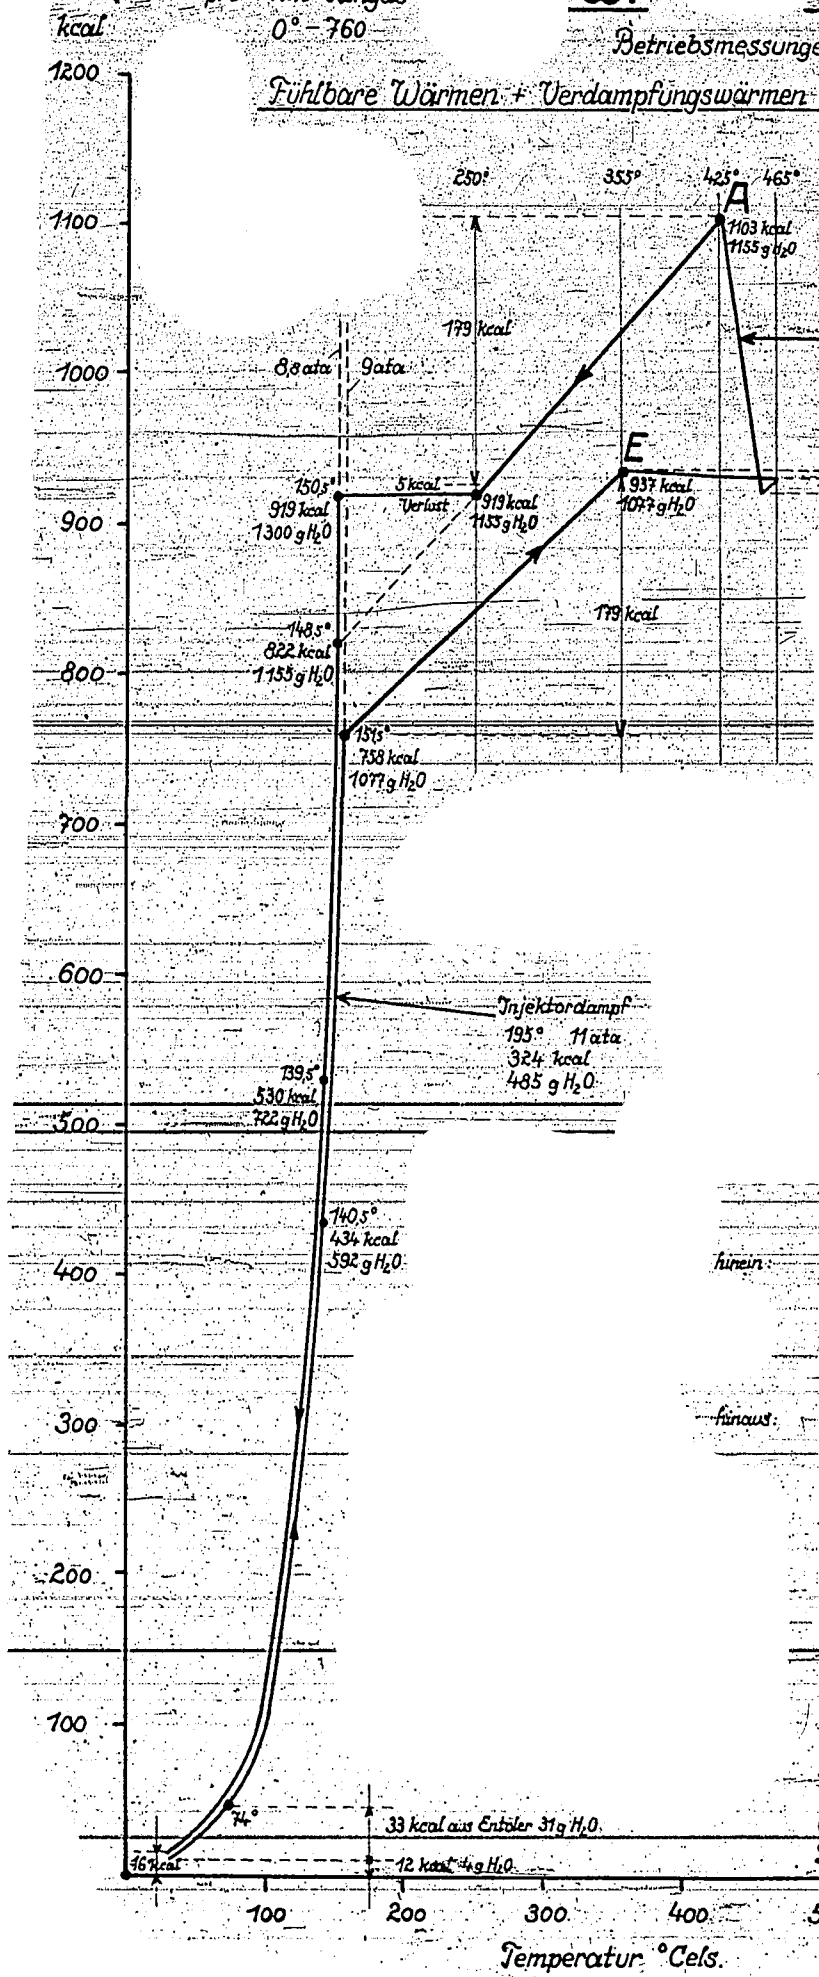 kcal
0° - 760
Betriebsmessunge
Fühlbare Wärmen + Verdampfungswärmen
1200
1100
1000
900
800
700
600
500
400
300
200
100
250°
355°
425°
465°
A
1103 kcal
1155 g H₂O
179 kcal
8,8 ata
9 ata
E
937 kcal
1077 g H₂O
150,5°
919 kcal
1300 g H₂O
5 kcal
Verlust
919 kcal
1155 g H₂O
179 kcal
148,5°
822 kcal
1155 g H₂O
151,5°
758 kcal
1077 g H₂O
Injektordampf
195° 11 ata
324 kcal
485 g H₂O
139,5°
530 kcal
722 g H₂O
140,5°
434 kcal
592 g H₂O
hinein:
hinaus:
74°
33 kcal aus Entöler 31 g H₂O
16 kcal
12 kcal 4 g H₂O
100
200
300
400
5
Temperatur °Cels.